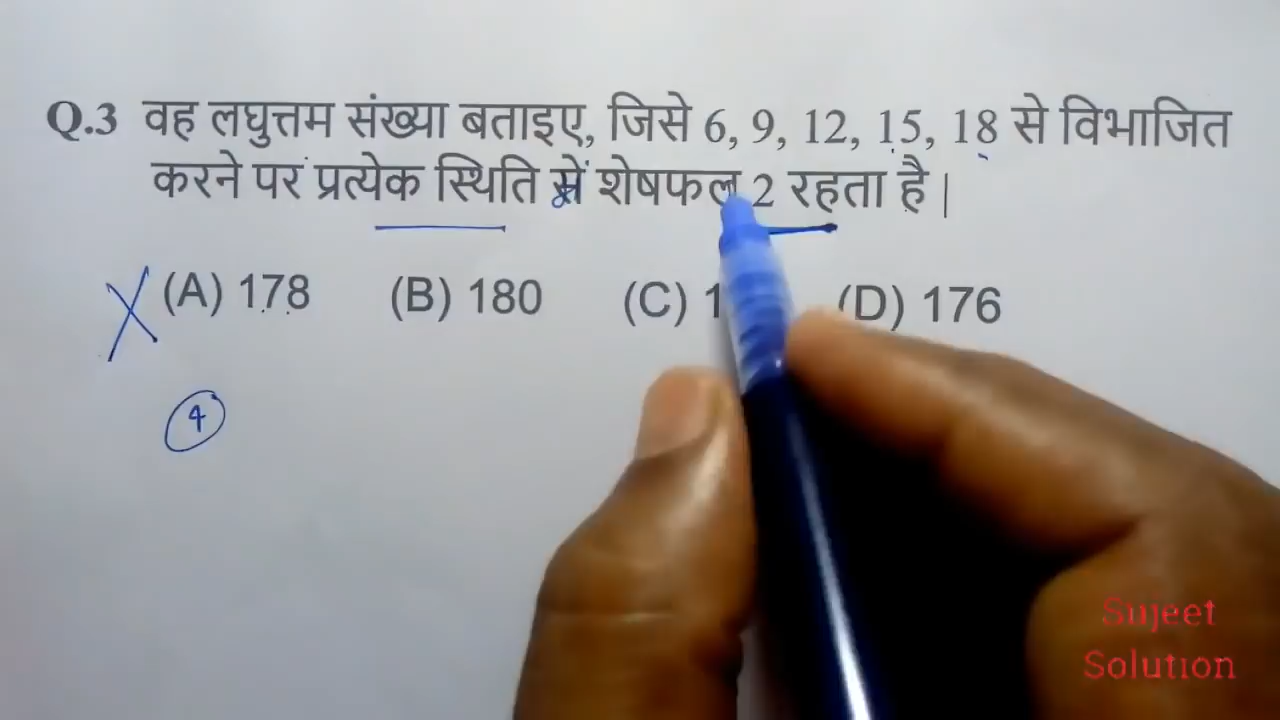 Q.3 वह लघुत्तम संख्या बताइए, जिसे 6, 9, 12, 15, 18 से विभाजित
करने पर प्रत्येक स्थिति में शेषफल 2 रहता है |
(A) 178 (B) 180 (C) (D) 176
4
Sujeet
Solution